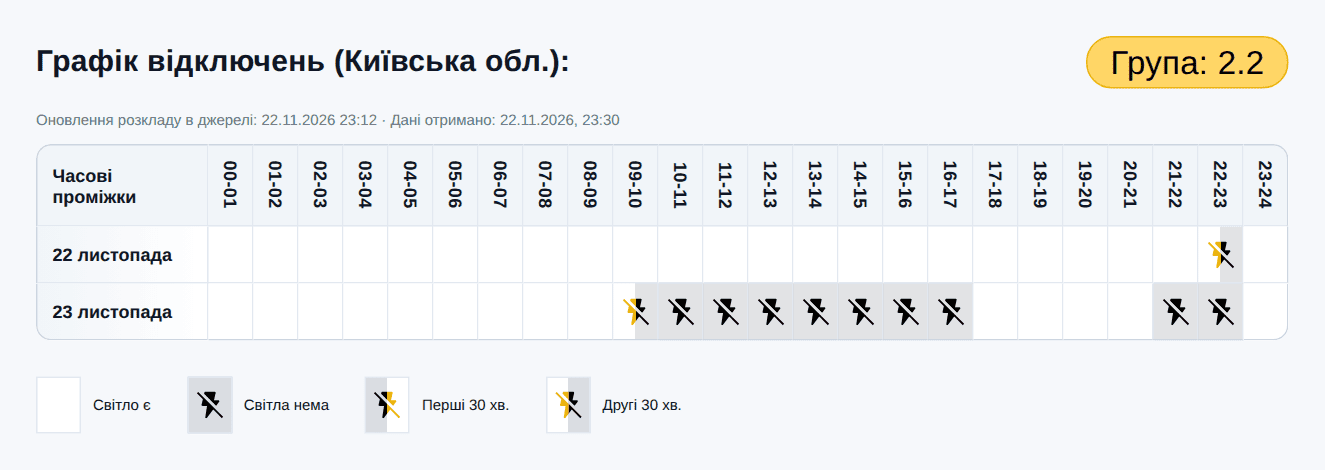 Графік відключень (Київська обл.):
Група: 2.2
Оновлення розкладу в джерелі: 22.11.2026 23:12 · Дані отримано: 22.11.2026, 23:30
Часові
проміжки
00-01
01-02
02-03
03-04
04-05
05-06
06-07
07-08
08-09
09-10
10-11
11-12
12-13
13-14
14-15
15-16
16-17
17-18
18-19
19-20
20-21
21-22
22-23
23-24
22 листопада
23 листопада
Світло є
Світла нема
Перші 30 хв.
Другі 30 хв.